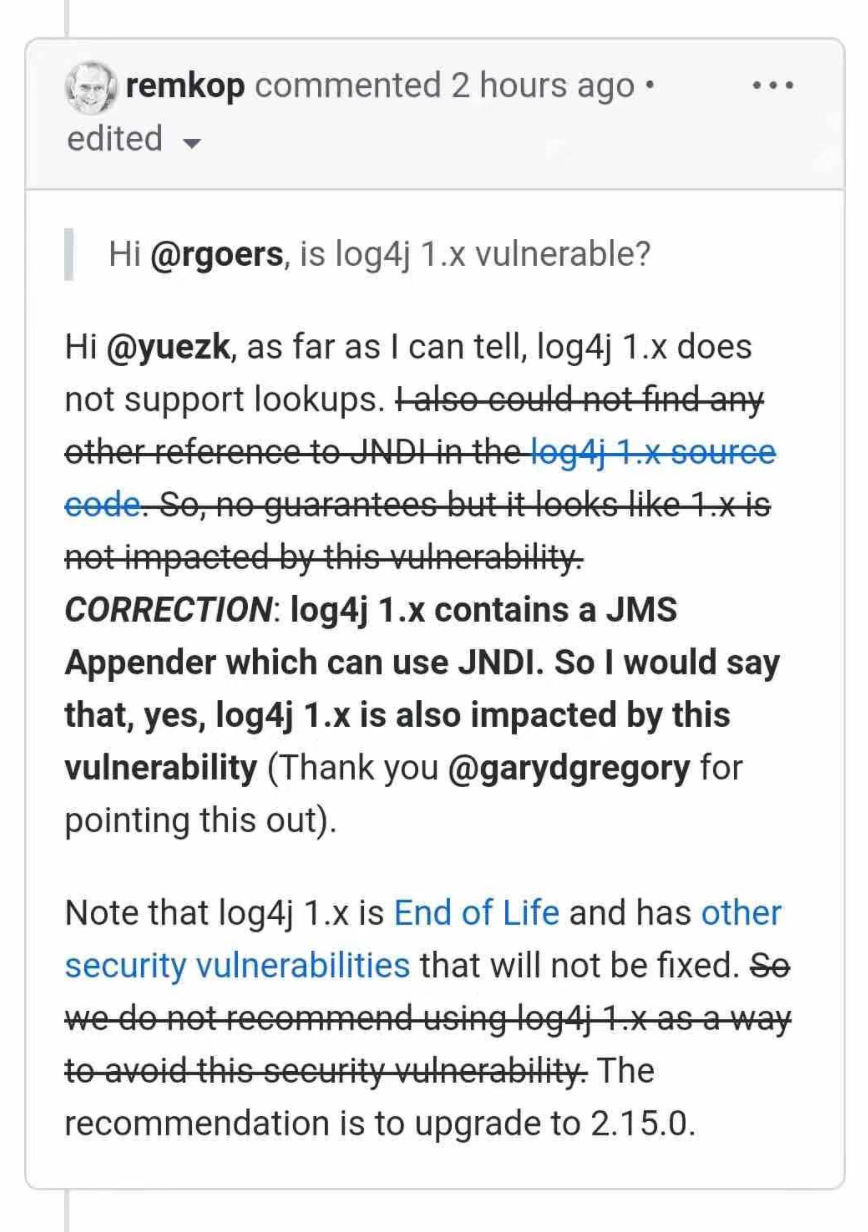 remkop commented 2 hours ago •
edited
Hi @rgoers, is log4j 1.x vulnerable?
Hi @yuezk, as far as I can tell, log4j 1.x does
not support lookups. I also could not find any
other reference to JNDI in the log4j 1.x source
code. So, no guarantees but it looks like 1.x is
not impacted by this vulnerability.
CORRECTION: log4j 1.x contains a JMS
Appender which can use JNDI. So I would say
that, yes, log4j 1.x is also impacted by this
vulnerability (Thank you @garydgregory for
pointing this out).
Note that log4j 1.x is End of Life and has other
security vulnerabilities that will not be fixed. So
we do not recommend using log4j 1.x as a way
to avoid this security vulnerability. The
recommendation is to upgrade to 2.15.0.